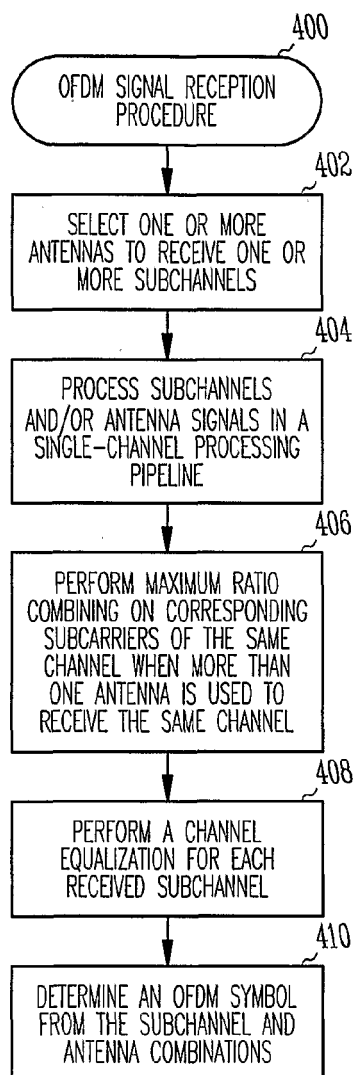 400
OFDM SIGNAL RECEPTION
PROCEDURE
402
SELECT ONE OR MORE
ANTENNAS TO RECEIVE ONE OR
MORE SUBCHANNELS
404
PROCESS SUBCHANNELS
AND/OR ANTENNA SIGNALS IN A
SINGLE-CHANNEL PROCESSING
PIPELINE
406
PERFORM MAXIMUM RATIO
COMBINING ON CORRESPONDING
SUBCARRIERS OF THE SAME
CHANNEL WHEN MORE THAN
ONE ANTENNA IS USED TO
RECEIVE THE SAME CHANNEL
408
PERFORM A CHANNEL
EQUALIZATION FOR EACH
RECEIVED SUBCHANNEL
410
DETERMINE AN OFDM SYMBOL
FROM THE SUBCHANNEL AND
ANTENNA COMBINATIONS